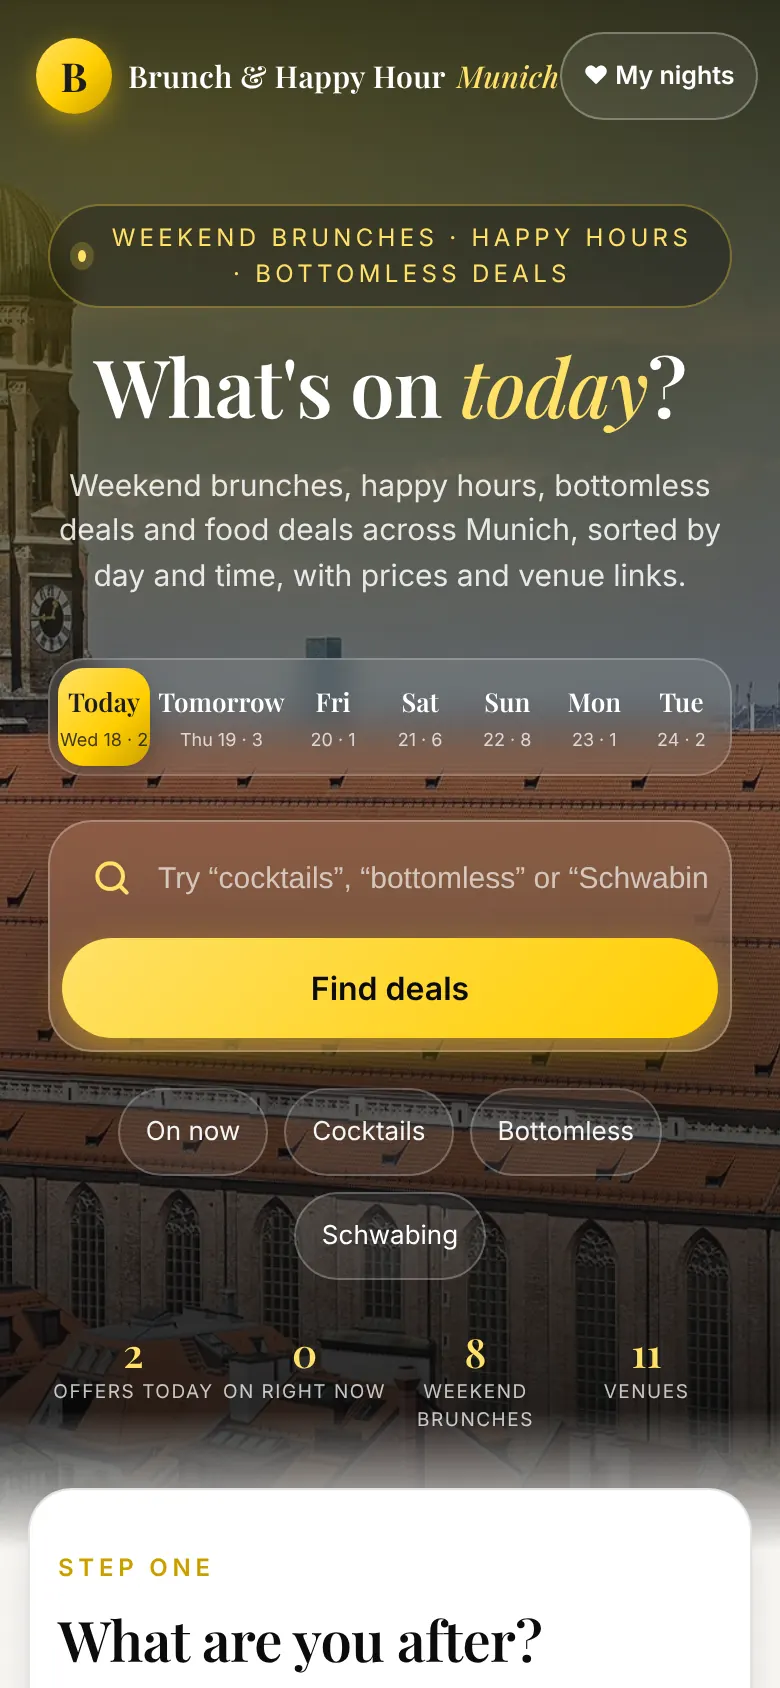 B Brunch & Happy Hour Munich ♥ My nights
WEEKEND BRUNCHES · HAPPY HOURS
· BOTTOMLESS DEALS
What's on today?
Weekend brunches, happy hours, bottomless
deals and food deals across Munich, sorted by
day and time, with prices and venue links.
Today Tomorrow Fri Sat Sun Mon Tue
Wed 18 · 2 Thu 19 · 3 20 · 1 21 · 6 22 · 8 23 · 1 24 · 2
Try “cocktails”, “bottomless” or “Schwabin
Find deals
On now Cocktails Bottomless
Schwabing
2 0 8 11
OFFERS TODAY ON RIGHT NOW WEEKEND VENUES
BRUNCHES
STEP ONE
What are you after?